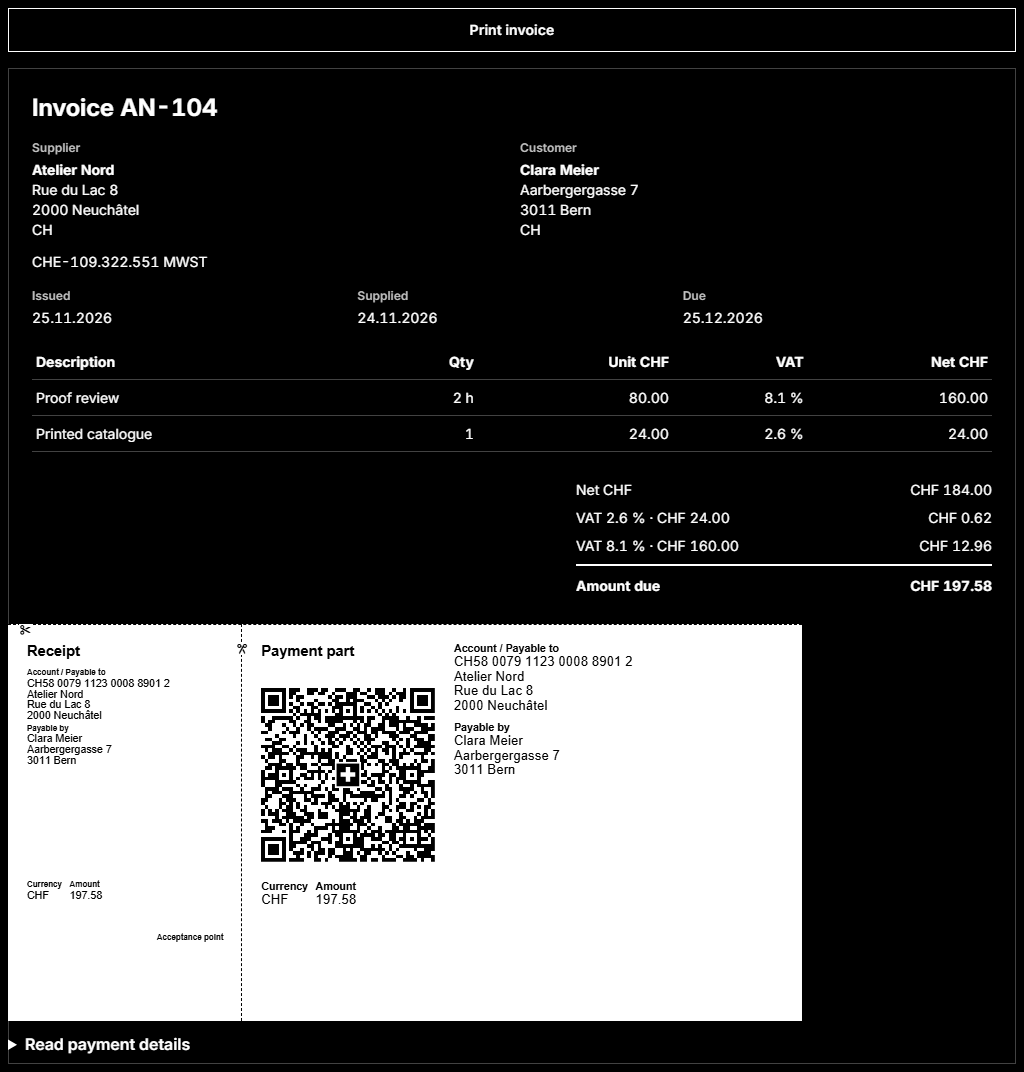 Print invoice
Invoice AN-104
Supplier
Atelier Nord
Rue du Lac 8
2000 Neuchâtel
CH
CHE-109.322.551 MWST
Customer
Clara Meier
Aarbergergasse 7
3011 Bern
CH
Issued
25.11.2026
Supplied
24.11.2026
Due
25.12.2026
Description Qty Unit CHF VAT Net CHF
Proof review 2 h 80.00 8.1 % 160.00
Printed catalogue 1 24.00 2.6 % 24.00
Net CHF CHF 184.00
VAT 2.6 % · CHF 24.00 CHF 0.62
VAT 8.1 % · CHF 160.00 CHF 12.96
Amount due CHF 197.58
Receipt
Account / Payable to
CH58 0079 1123 0008 8901 2
Atelier Nord
Rue du Lac 8
2000 Neuchâtel
Payable by
Clara Meier
Aarbergergasse 7
3011 Bern
Currency Amount
CHF 197.58
Acceptance point
Payment part
Currency Amount
CHF 197.58
Account / Payable to
CH58 0079 1123 0008 8901 2
Atelier Nord
Rue du Lac 8
2000 Neuchâtel
Payable by
Clara Meier
Aarbergergasse 7
3011 Bern
Read payment details